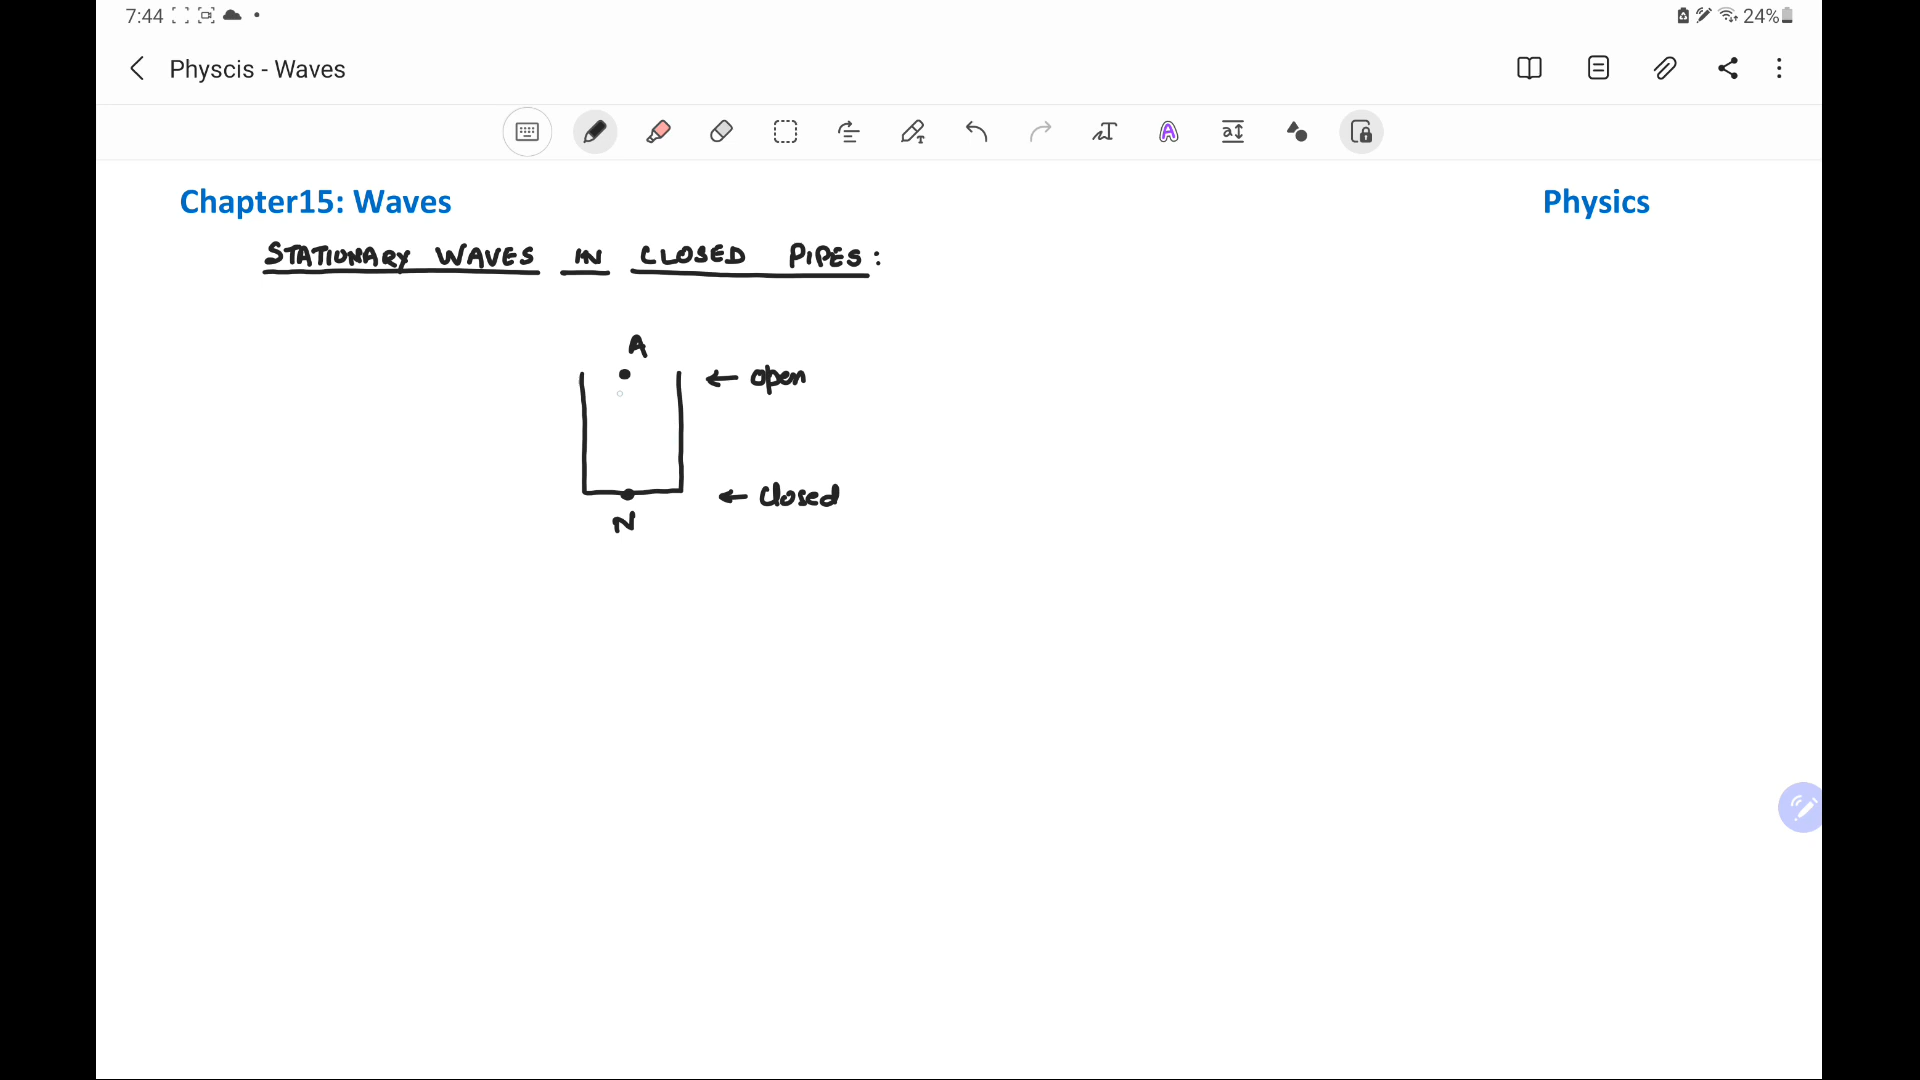 7:44
24%
Physcis - Waves
Chapter15: Waves
Physics
STATIONARY WAVES IN CLOSED PIPES:
A
← open
← closed
N